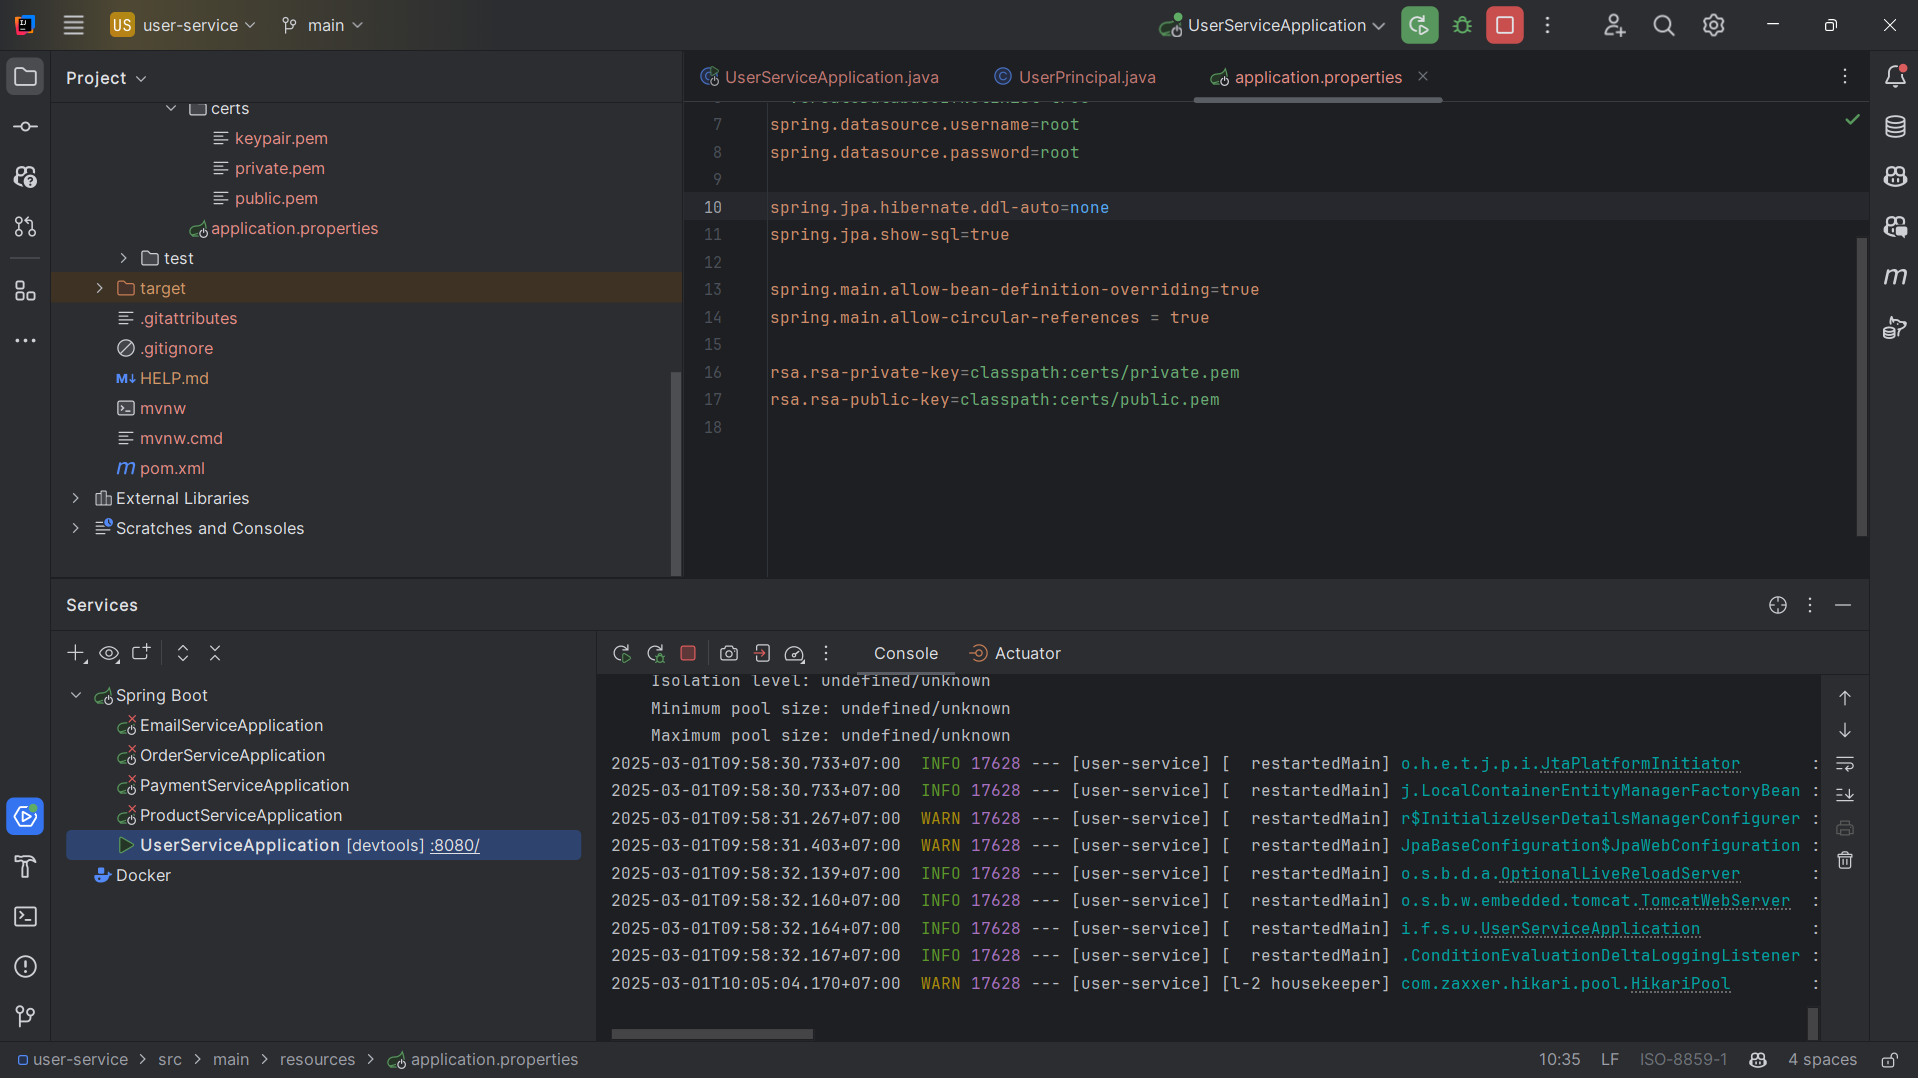 US user-service main UserServiceApplication
Project
UserServiceApplication.java UserPrincipal.java application.properties
certs
keypair.pem
private.pem
public.pem
application.properties
test
target
.gitattributes
.gitignore
M↓ HELP.md
mvnw
mvnw.cmd
m pom.xml
External Libraries
Scratches and Consoles
7 spring.datasource.username=root
8 spring.datasource.password=root
9
10 spring.jpa.hibernate.ddl-auto=none
11 spring.jpa.show-sql=true
12
13 spring.main.allow-bean-definition-overriding=true
14 spring.main.allow-circular-references = true
15
16 rsa.rsa-private-key=classpath:certs/private.pem
17 rsa.rsa-public-key=classpath:certs/public.pem
18
Services
Console Actuator
Spring Boot
EmailServiceApplication
OrderServiceApplication
PaymentServiceApplication
ProductServiceApplication
UserServiceApplication [devtools] :8080/
Docker
Isolation level: undefined/unknown
Minimum pool size: undefined/unknown
Maximum pool size: undefined/unknown
2025-03-01T09:58:30.733+07:00 INFO 17628 --- [user-service] [ restartedMain] o.h.e.t.j.p.i.JtaPlatformInitiator :
2025-03-01T09:58:30.733+07:00 INFO 17628 --- [user-service] [ restartedMain] j.LocalContainerEntityManagerFactoryBean :
2025-03-01T09:58:31.267+07:00 WARN 17628 --- [user-service] [ restartedMain] r$InitializeUserDetailsManagerConfigurer :
2025-03-01T09:58:31.403+07:00 WARN 17628 --- [user-service] [ restartedMain] JpaBaseConfiguration$JpaWebConfiguration :
2025-03-01T09:58:32.139+07:00 INFO 17628 --- [user-service] [ restartedMain] o.s.b.d.a.OptionalLiveReloadServer :
2025-03-01T09:58:32.160+07:00 INFO 17628 --- [user-service] [ restartedMain] o.s.b.w.embedded.tomcat.TomcatWebServer :
2025-03-01T09:58:32.164+07:00 INFO 17628 --- [user-service] [ restartedMain] i.f.s.u.UserServiceApplication :
2025-03-01T09:58:32.167+07:00 INFO 17628 --- [user-service] [ restartedMain] .ConditionEvaluationDeltaLoggingListener :
2025-03-01T10:05:04.170+07:00 WARN 17628 --- [user-service] [l-2 housekeeper] com.zaxxer.hikari.pool.HikariPool :
user-service > src > main > resources > application.properties
10:35 LF ISO-8859-1 4 spaces